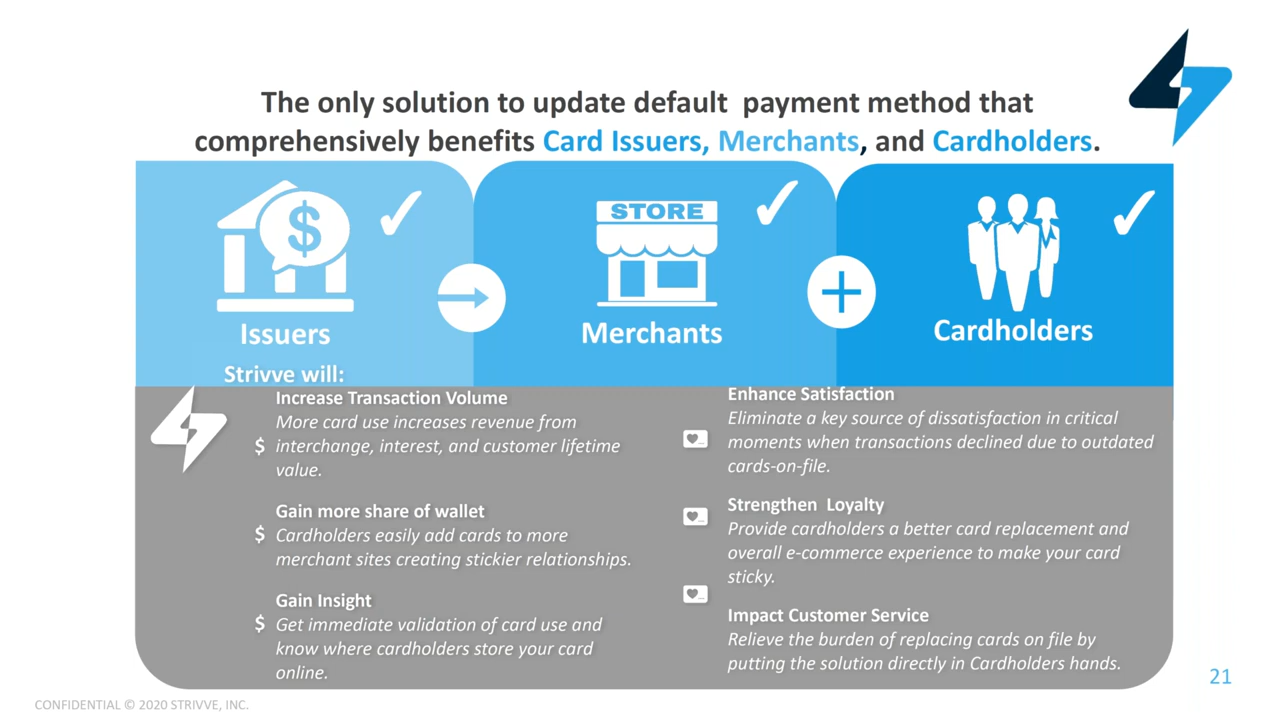 The only solution to update default  payment method that
comprehensively benefits Card Issuers, Merchants, and Cardholders.
$
Issuers
STORE
Merchants
Cardholders
Strivve will:
Increase Transaction Volume
More card use increases revenue from
$ interchange, interest, and customer lifetime
value.
Gain more share of wallet
$ Cardholders easily add cards to more
merchant sites creating stickier relationships.
Gain Insight
$ Get immediate validation of card use and
know where cardholders store your card
online.
Enhance Satisfaction
Eliminate a key source of dissatisfaction in critical
moments when transactions declined due to outdated
cards-on-file.
Strengthen  Loyalty
Provide cardholders a better card replacement and
overall e-commerce experience to make your card
sticky.
Impact Customer Service
Relieve the burden of replacing cards on file by
putting the solution directly in Cardholders hands.
21
CONFIDENTIAL © 2020 STRIVVE, INC.